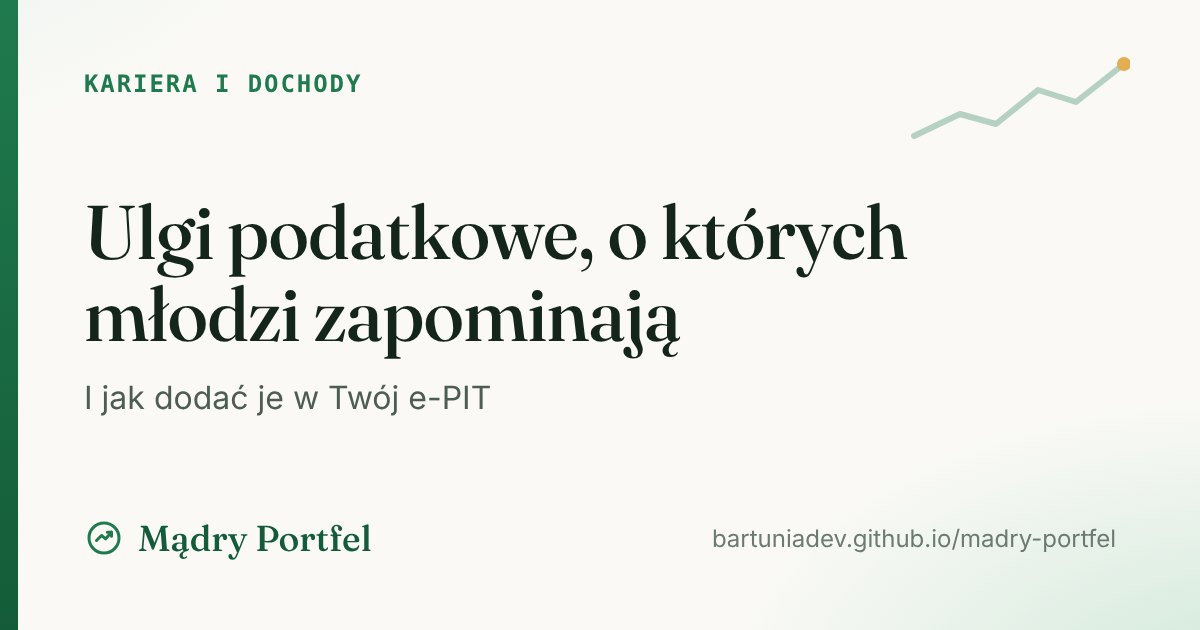 KARIERA I DOCHODY
Ulgi podatkowe, o których
młodzi zapominają
I jak dodać je w Twój e-PIT
Mądry Portfel
bartuniadev.github.io/madry-portfel